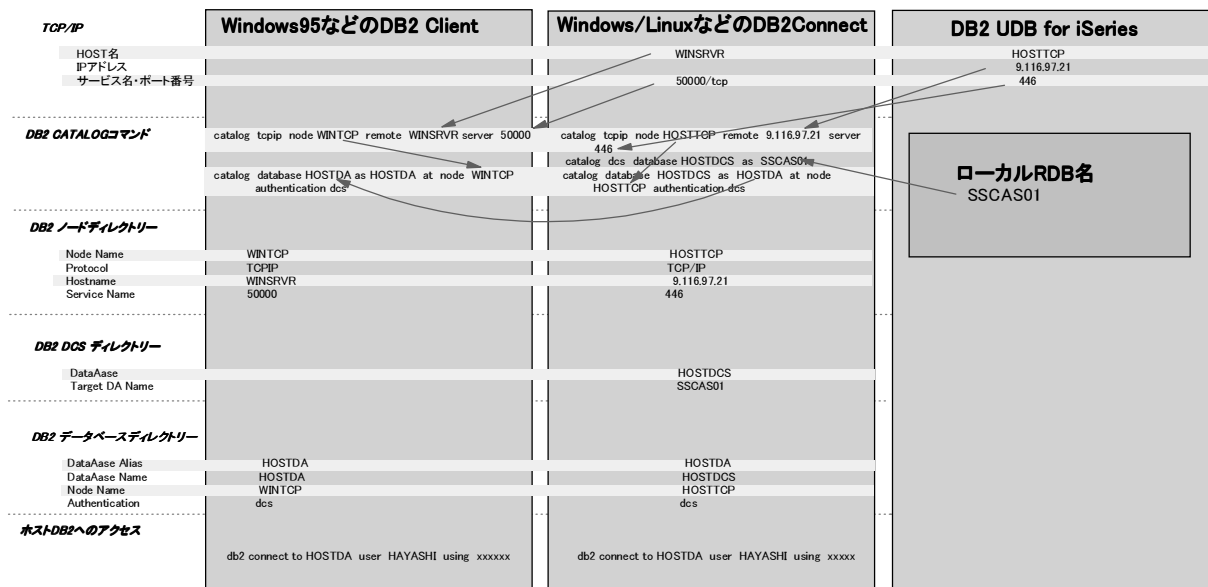 TCP/IP Windows95などのDB2 Client Windows/LinuxなどのDB2Connect DB2 UDB for iSeries
HOST名 WINSRVR HOSTTCP
IPアドレス 9.116.97.21
サービス名・ポート番号 50000/tcp 446
DB2 CATALOGコマンド catalog tcpip node WINTCP remote WINSRVR server 50000 catalog tcpip node HOSTTCP remote 9.116.97.21 server
446
catalog dcs database HOSTDCS as SSCAS01
catalog database HOSTDA as HOSTDA at node WINTCP catalog database HOSTDCS as HOSTDA at node
authentication dcs HOSTTCP authentication dcs
ローカルRDB名
SSCAS01
DB2 ノードディレクトリー
Node Name WINTCP HOSTTCP
Protocol TCPIP TCP/IP
Hostname WINSRVR 9.116.97.21
Service Name 50000 446
DB2 DCS ディレクトリー
DataAase HOSTDCS
Target DA Name SSCAS01
DB2 データベースディレクトリー
DataAase Alias HOSTDA HOSTDA
DataAase Name HOSTDA HOSTDCS
Node Name WINTCP HOSTTCP
Authentication dcs dcs
ホストDB2へのアクセス
db2 connect to HOSTDA user HAYASHI using xxxxxx db2 connect to HOSTDA user HAYASHI using xxxxx